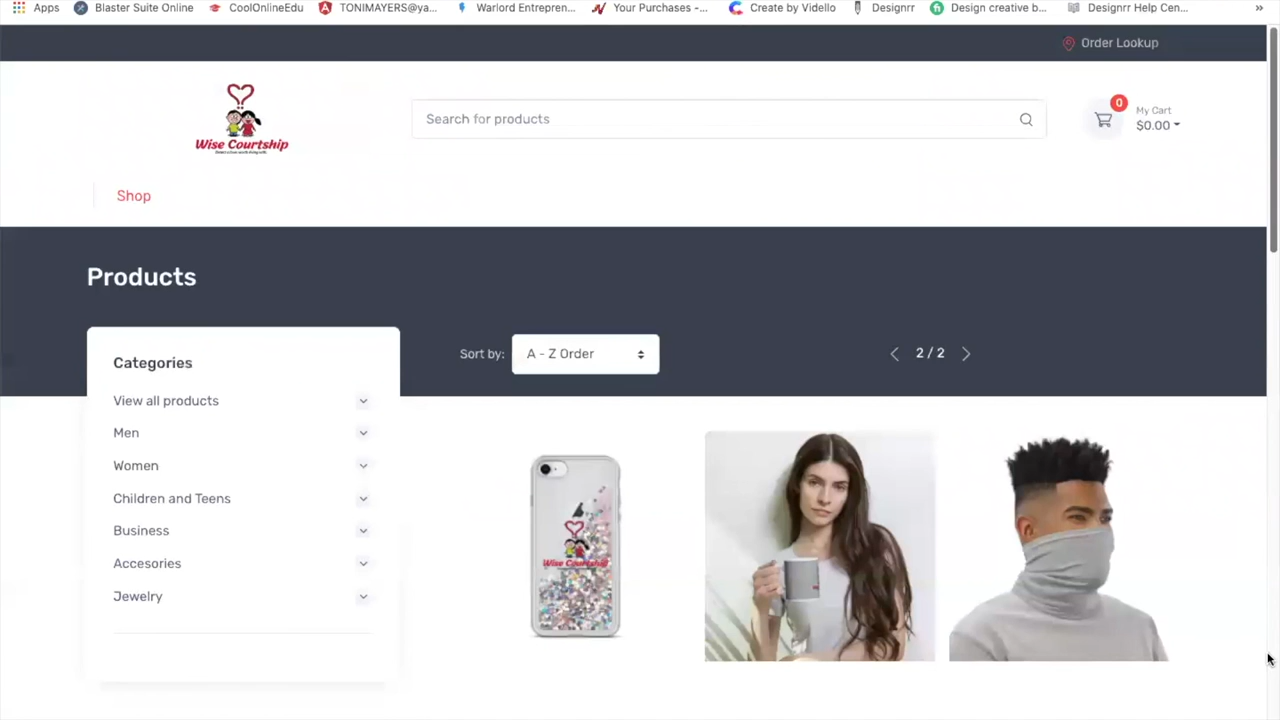 Apps Blaster Suite Online CoolOnlineEdu TONIMAYERS@ya... Warlord Entrepren... Your Purchases -... Create by Vidello Designrr Design creative b... Designrr Help Cen... »
Order Lookup
Wise Courtship
Search for products
0
My Cart
$0.00
Shop
Products
Sort by: A - Z Order
2 / 2
Categories
View all products
Men
Women
Children and Teens
Business
Accesories
Jewelry
Wise Courtship